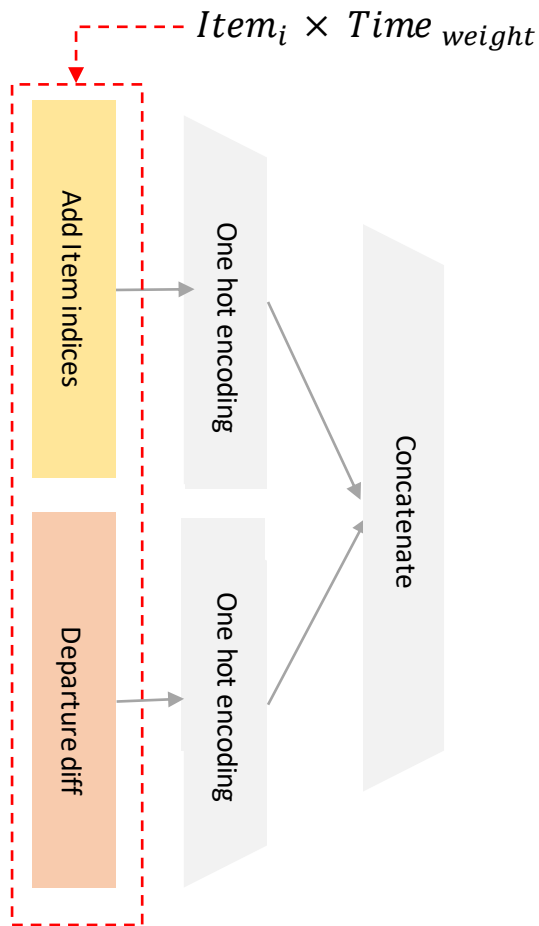 Item_i × Time_weight
Add Item indices
One hot encoding
Concatenate
Departure diff
One hot encoding